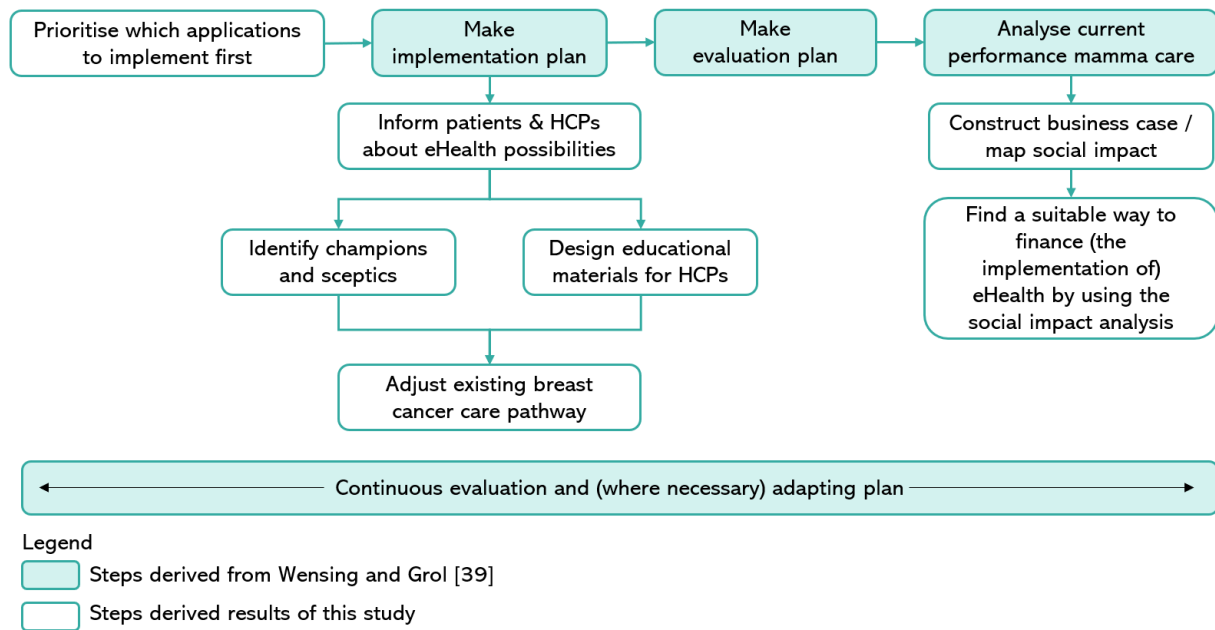 Prioritise which applications
to implement first
Make
implementation plan
Make
evaluation plan
Analyse current
performance mamma care
Inform patients & HCPs
about eHealth possibilities
Construct business case /
map social impact
Identify champions
and sceptics
Design educational
materials for HCPs
Find a suitable way to
finance (the
implementation of)
eHealth by using the
social impact analysis
Adjust existing breast
cancer care pathway
Continuous evaluation and (where necessary) adapting plan
Legend
Steps derived from Wensing and Grol [39]
Steps derived results of this study